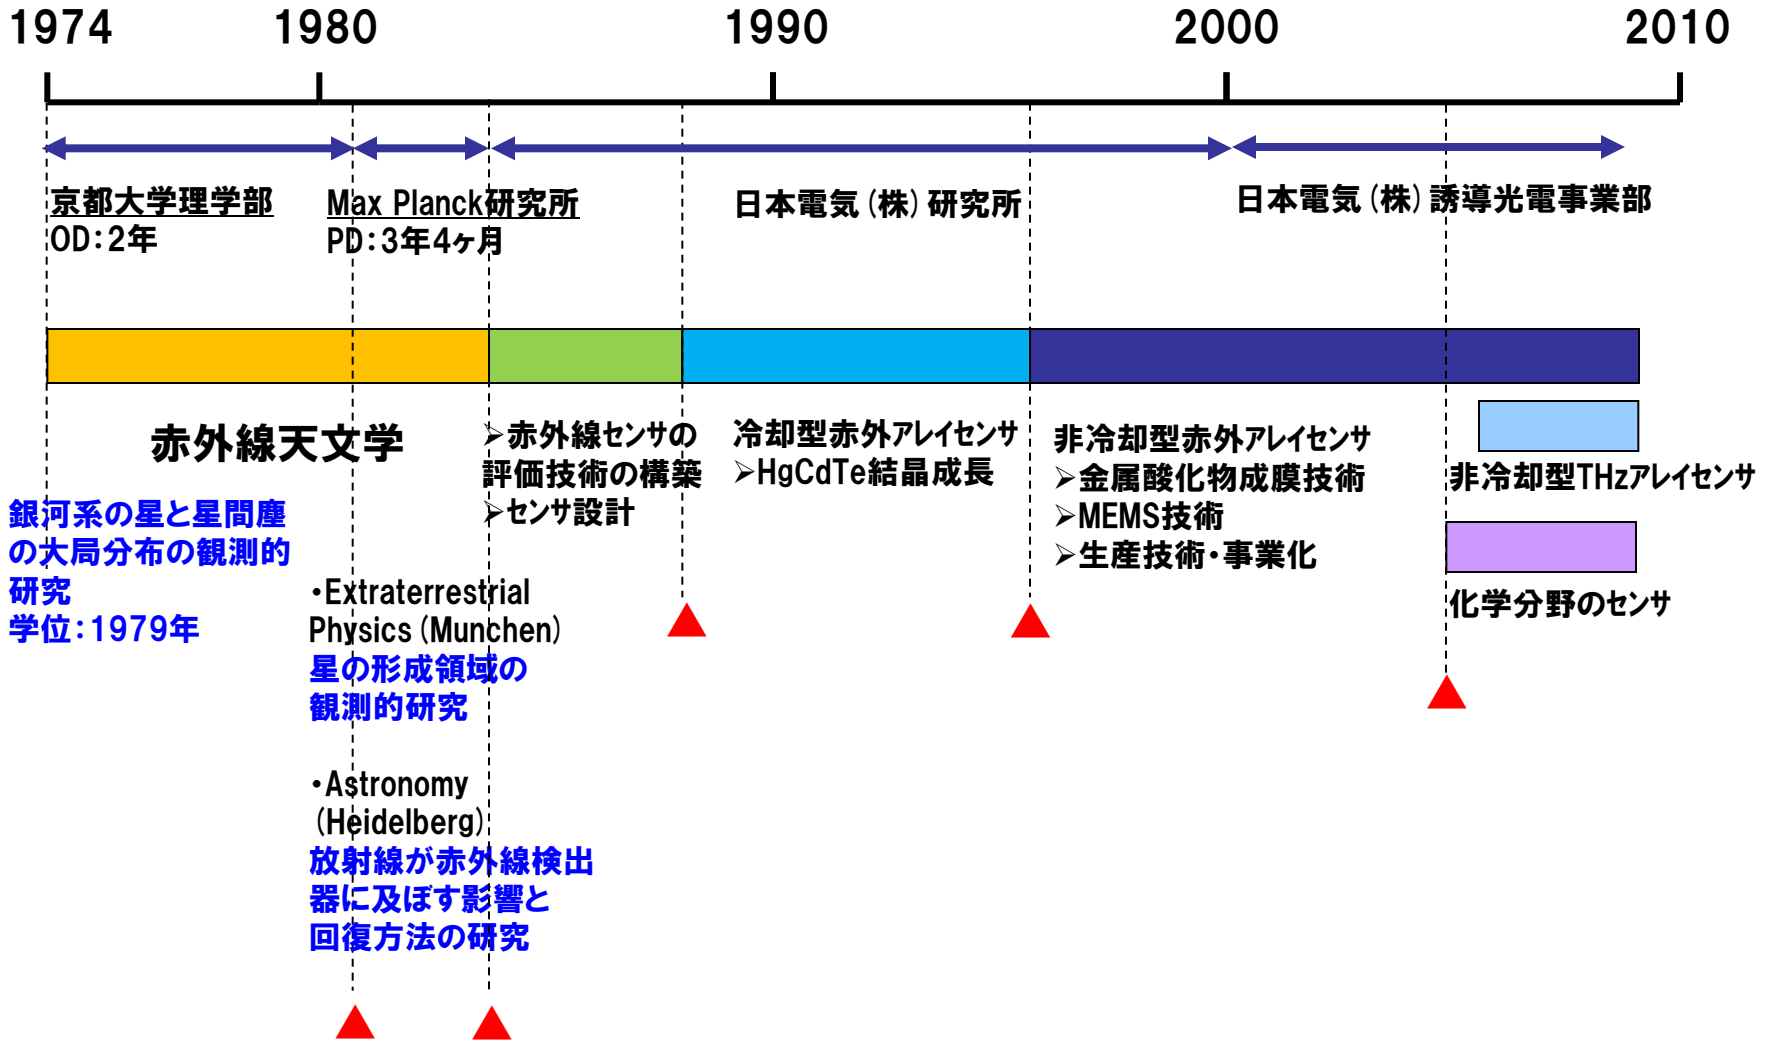 1974
1980
1990
2000
2010
京都大学理学部
OD：2年
Max Planck研究所
PD：3年4ヶ月
日本電気（株）研究所
日本電気（株）誘導光電事業部
赤外線天文学
銀河系の星と星間塵
の大局分布の観測的
研究
学位：1979年
・Extraterrestrial
Physics（Munchen）
星の形成領域の
観測的研究
・Astronomy
（Heidelberg）
放射線が赤外線検出
器に及ぼす影響と
回復方法の研究
➢赤外線センサの
評価技術の構築
➢センサ設計
冷却型赤外アレイセンサ
➢HgCdTe結晶成長
非冷却型赤外アレイセンサ
➢金属酸化物成膜技術
➢MEMS技術
➢生産技術・事業化
非冷却型THzアレイセンサ
化学分野のセンサ